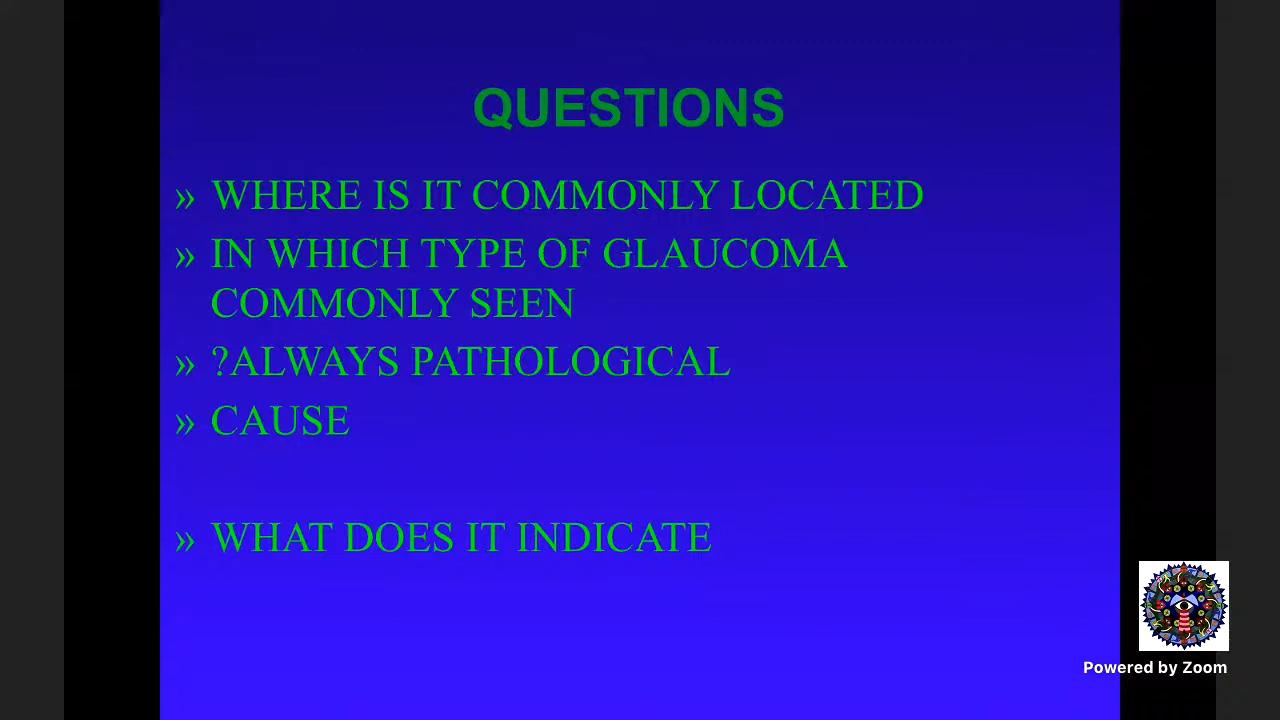 QUESTIONS
» WHERE IS IT COMMONLY LOCATED
» IN WHICH TYPE OF GLAUCOMA
COMMONLY SEEN
» ?ALWAYS PATHOLOGICAL
» CAUSE
» WHAT DOES IT INDICATE
Powered by Zoom